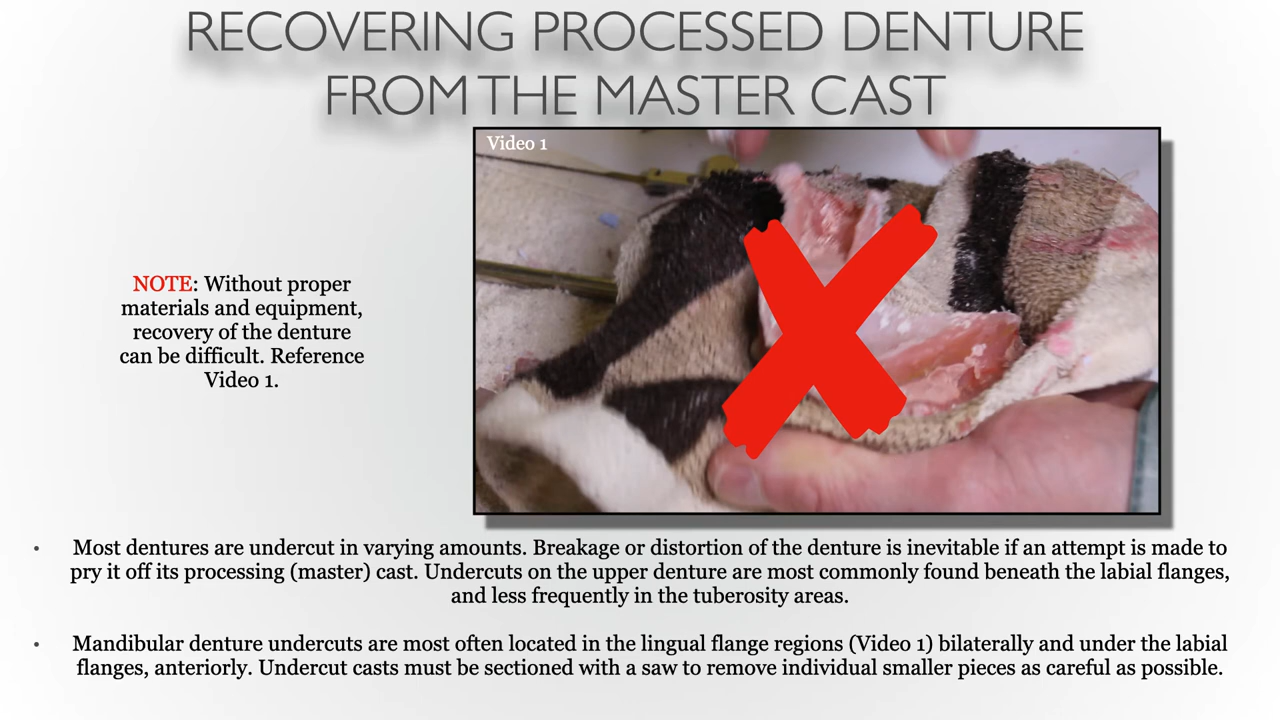 RECOVERING PROCESSED DENTURE
FROM THE MASTER CAST
Video 1
NOTE: Without proper
materials and equipment,
recovery of the denture
can be difficult. Reference
Video 1.
• Most dentures are undercut in varying amounts. Breakage or distortion of the denture is inevitable if an attempt is made to
pry it off its processing (master) cast. Undercuts on the upper denture are most commonly found beneath the labial flanges,
and less frequently in the tuberosity areas.
• Mandibular denture undercuts are most often located in the lingual flange regions (Video 1) bilaterally and under the labial
flanges, anteriorly. Undercut casts must be sectioned with a saw to remove individual smaller pieces as careful as possible.